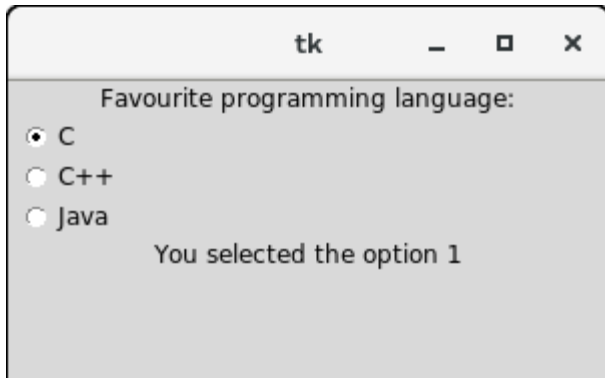 tk
Favourite programming language:
C
C++
Java
You selected the option 1